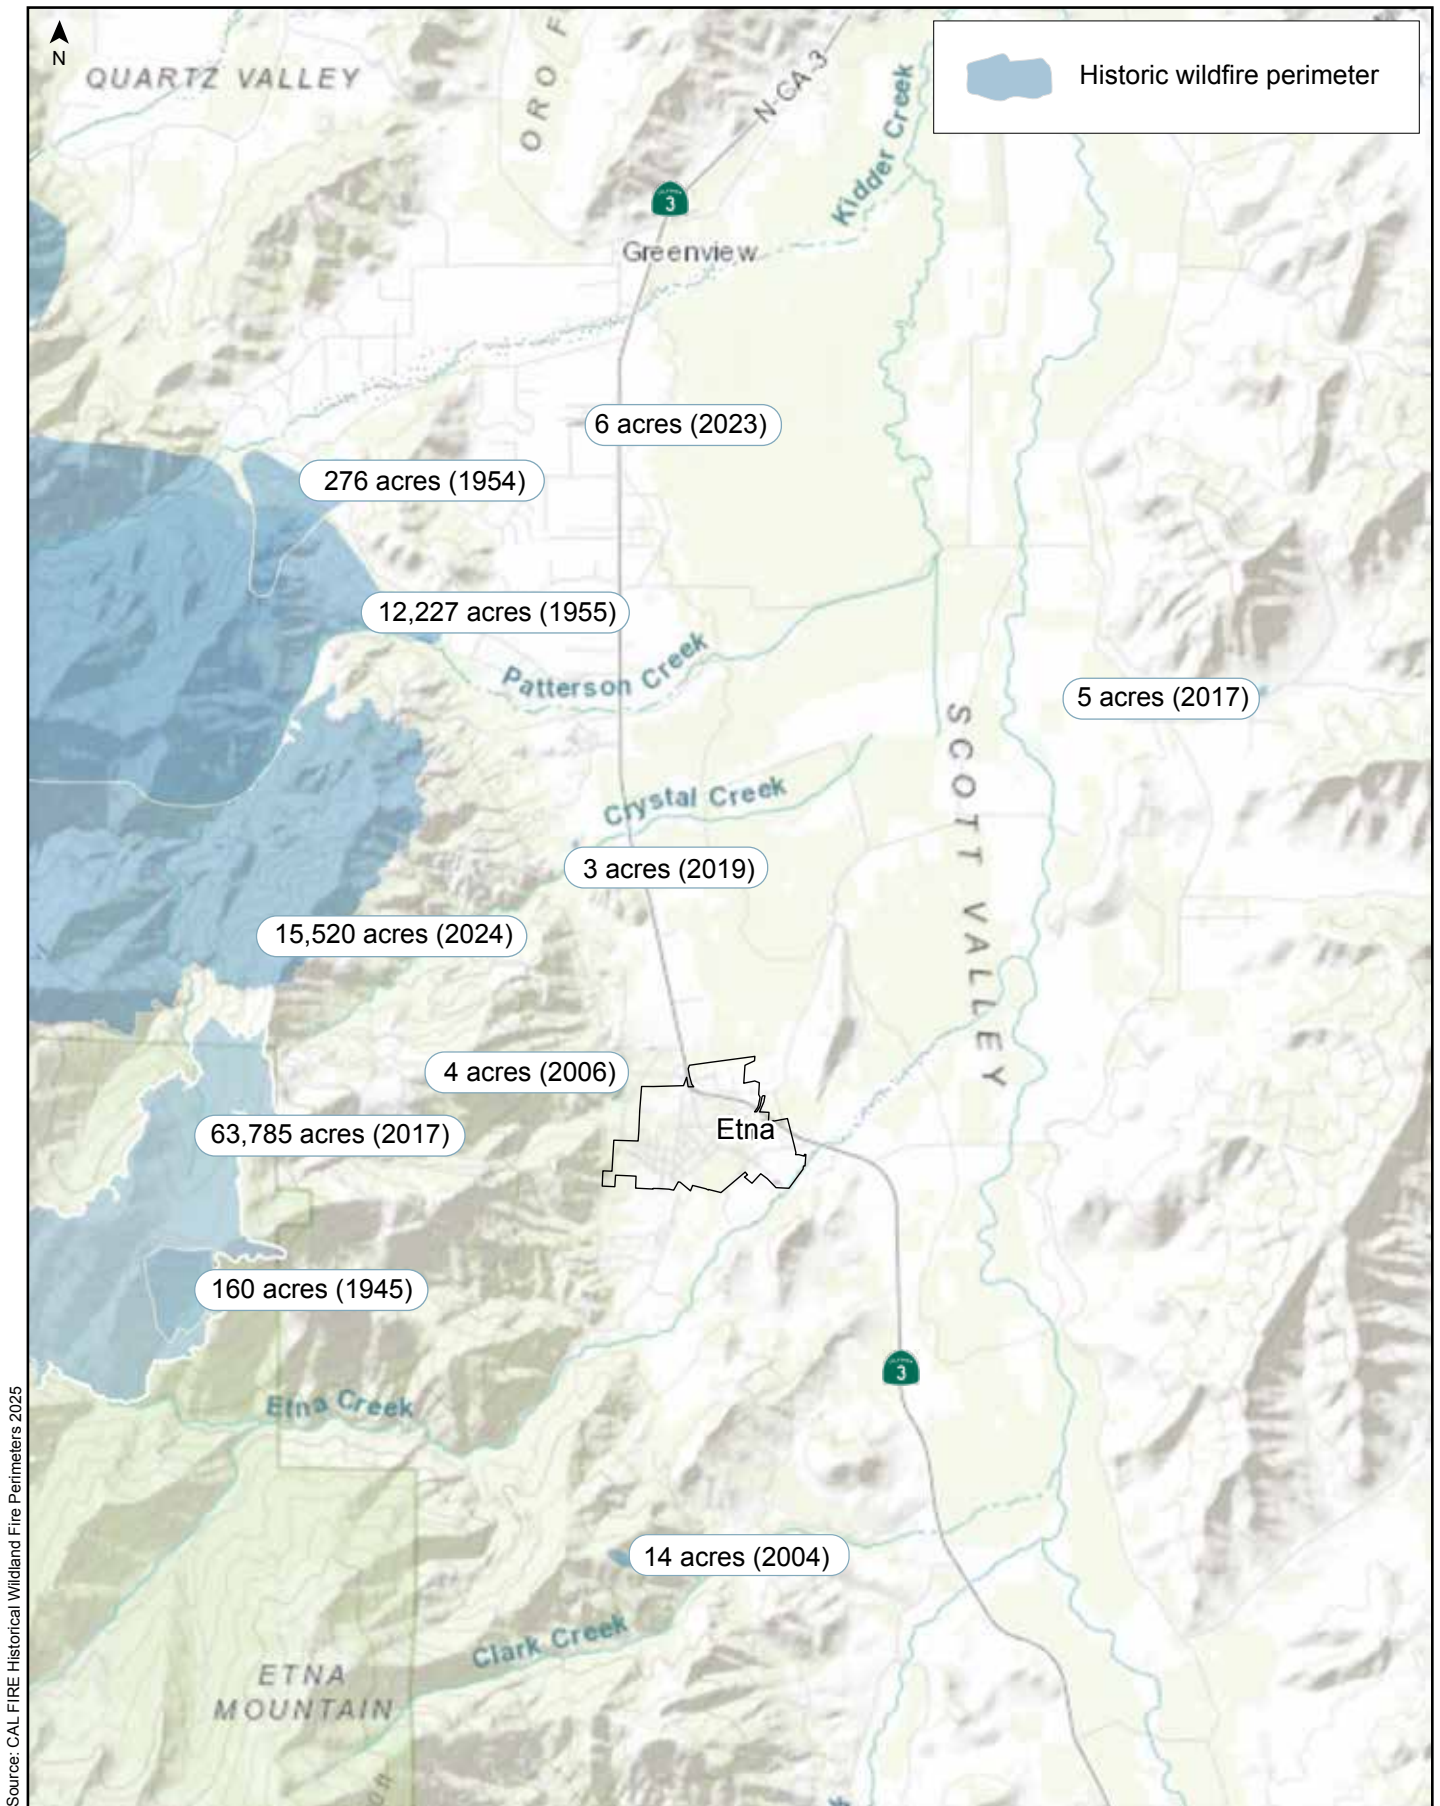 N
QUARTZ VALLEY
ORO F
N-CA-3
Kidder Creek
Historic wildfire perimeter
3
Greenview
6 acres (2023)
276 acres (1954)
12,227 acres (1955)
Patterson Creek
5 acres (2017)
SCOTT VALLEY
Crystal Creek
3 acres (2019)
15,520 acres (2024)
4 acres (2006)
Etna
63,785 acres (2017)
160 acres (1945)
3
Etna Creek
14 acres (2004)
Clark Creek
ETNA
MOUNTAIN
Source: CAL FIRE Historical Wildland Fire Perimeters 2025